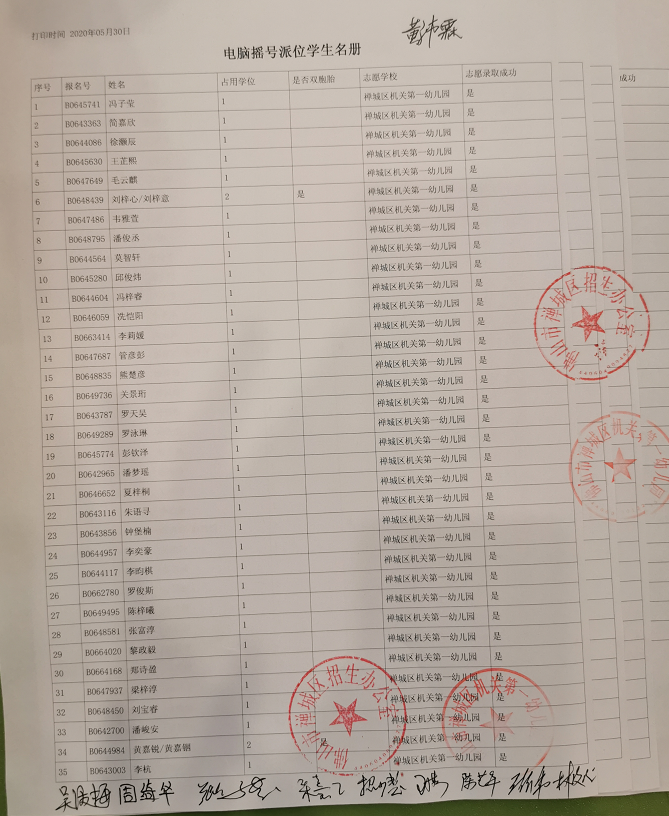 打印时间 2020年05月30日
电脑摇号派位学生名册
序号 报名号 姓名 占用学位 是否双胞胎 志愿学校 志愿录取成功
成功
1 B0645741 冯子莹 1 禅城区机关第一幼儿园 是
2 B0643363 简嘉欣 1 禅城区机关第一幼儿园 是
3 B0644086 徐灏辰 1 禅城区机关第一幼儿园 是
4 B0645630 王芷熙 1 禅城区机关第一幼儿园 是
5 B0647649 毛云麒 1 禅城区机关第一幼儿园 是
6 B0648439 刘梓心/刘梓意 2 是 禅城区机关第一幼儿园 是
7 B0647486 韦雅萱 1 禅城区机关第一幼儿园 是
8 B0648795 潘俊丞 1 禅城区机关第一幼儿园 是
9 B0644564 莫智轩 1 禅城区机关第一幼儿园 是
10 B0645280 邱俊炜 1 禅城区机关第一幼儿园 是
11 B0644604 冯梓睿 1 禅城区机关第一幼儿园 是
12 B0646059 冼恺阳 1 禅城区机关第一幼儿园 是
13 B0663414 李莉媛 1 禅城区机关第一幼儿园 是
14 B0647687 管彦彭 1 禅城区机关第一幼儿园 是
15 B0648835 熊楚彦 1 禅城区机关第一幼儿园 是
16 B0649736 关景珩 1 禅城区机关第一幼儿园 是
17 B0643787 罗天昊 1 禅城区机关第一幼儿园 是
18 B0649289 罗泳琳 1 禅城区机关第一幼儿园 是
19 B0645774 彭钦泽 1 禅城区机关第一幼儿园 是
20 B0642965 潘梦瑶 1 禅城区机关第一幼儿园 是
21 B0646652 夏梓桐 1 禅城区机关第一幼儿园 是
22 B0643116 朱语寻 1 禅城区机关第一幼儿园 是
23 B0643856 钟堡楠 1 禅城区机关第一幼儿园 是
24 B0644957 李奕豪 1 禅城区机关第一幼儿园 是
25 B0644117 李昀棋 1 禅城区机关第一幼儿园 是
26 B0662780 罗俊斯 1 禅城区机关第一幼儿园 是
27 B0649495 陈梓曦 1 禅城区机关第一幼儿园 是
28 B0648581 张富淳 1 禅城区机关第一幼儿园 是
29 B0664020 黎政毅 1 禅城区机关第一幼儿园 是
30 B0664168 郑诗盈 1 禅城区机关第一幼儿园 是
31 B0647937 梁梓淳 1 禅城区机关第一幼儿园 是
32 B0648450 刘宝睿 1 禅城区机关第一幼儿园 是
33 B0642700 潘峻安 1 禅城区机关第一幼儿园 是
34 B0644984 黄嘉锐/黄嘉 2 是 禅城区机关第一幼儿园 是
35 B0643003 李杭 1 禅城区机关第一幼儿园 是
佛山市禅城区招生办公室
佛山市禅城区机关第一幼儿
佛山市禅城区招生办公室
佛山市禅城区机关第一幼儿